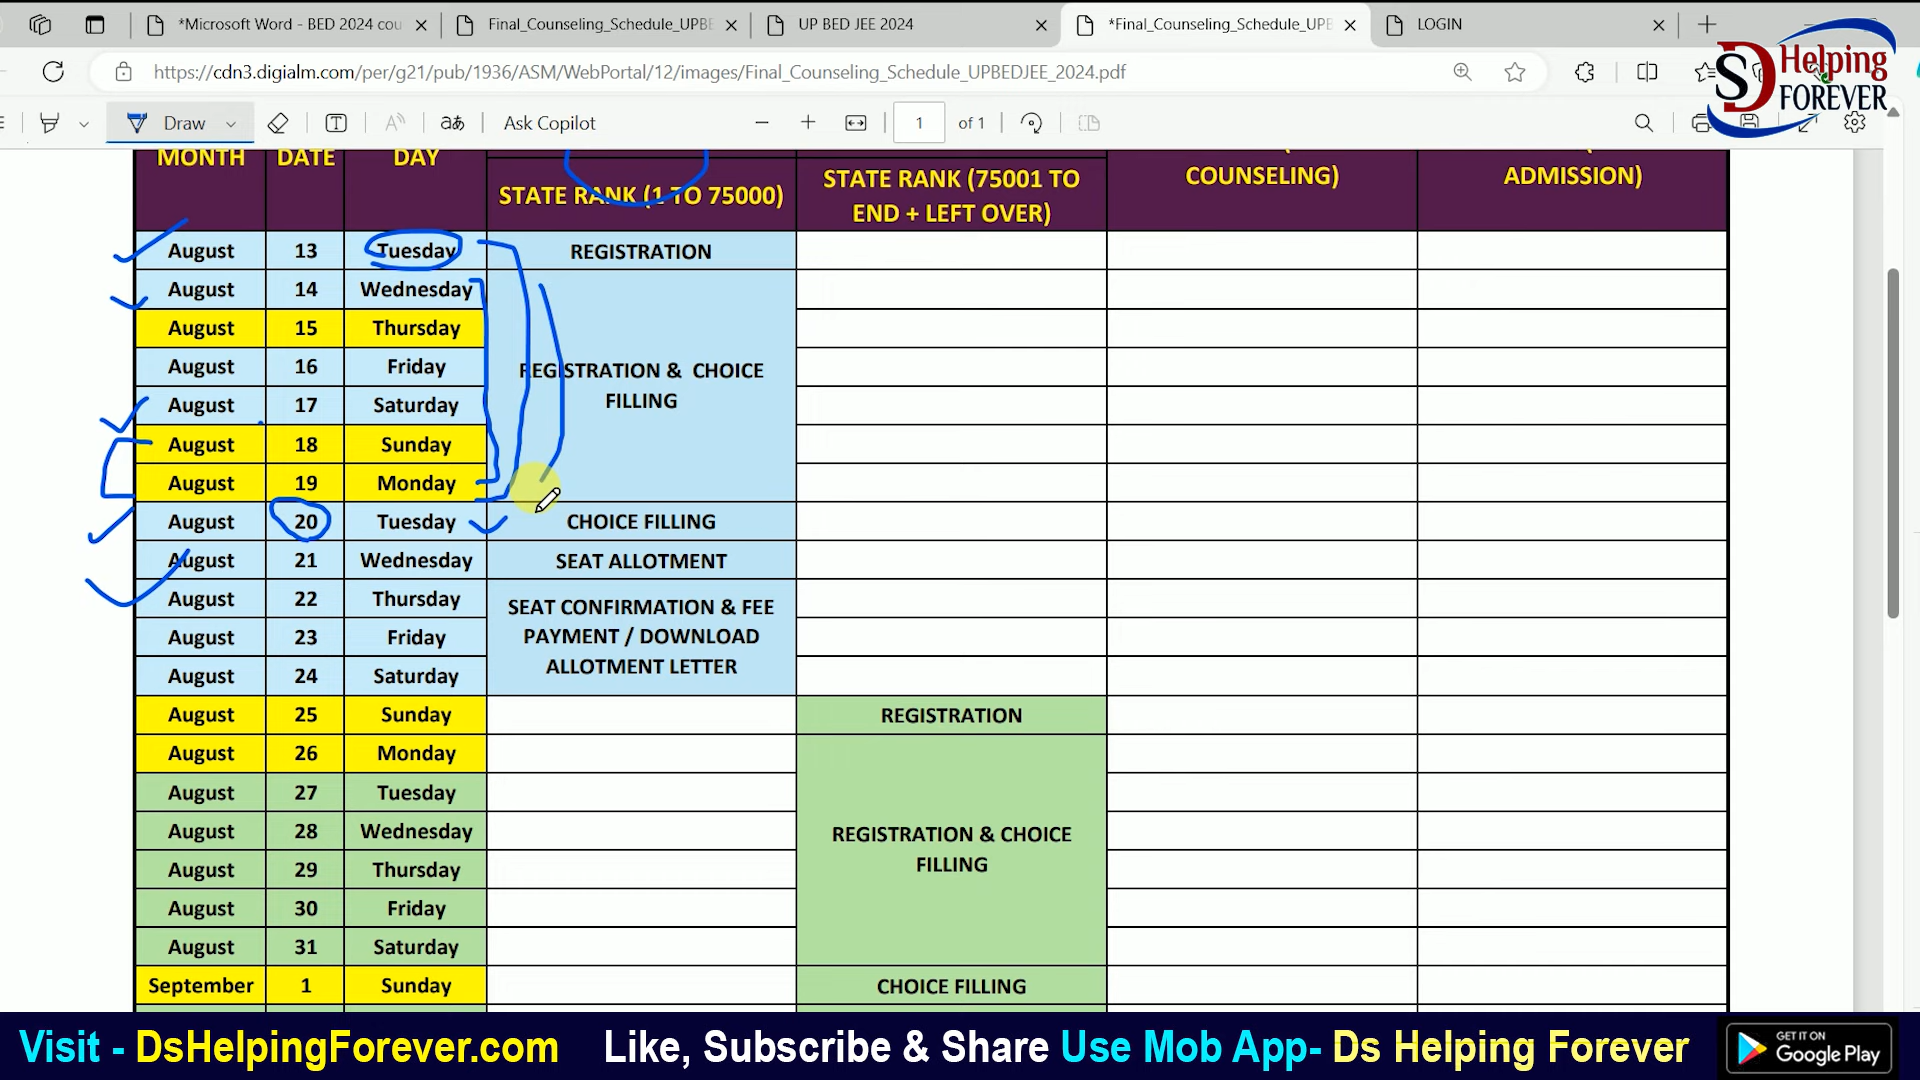 *Microsoft Word - BED 2024 cou
Final_Counseling_Schedule_UPBE
UP BED JEE 2024
*Final_Counseling_Schedule_UPB
LOGIN
https://cdn3.digialm.com/per/g21/pub/1936/ASM/WebPortal/12/images/Final_Counseling_Schedule_UPBEDJEE_2024.pdf
SD Helping FOREVER
Draw
Ask Copilot
1 of 1
MONTH DATE DAY
STATE RANK (1 TO 75000)
STATE RANK (75001 TO
END + LEFT OVER)
COUNSELING)
ADMISSION)
August 13 Tuesday REGISTRATION
August 14 Wednesday
August 15 Thursday
August 16 Friday
REGISTRATION & CHOICE
FILLING
August 17 Saturday
August 18 Sunday
August 19 Monday
August 20 Tuesday CHOICE FILLING
August 21 Wednesday SEAT ALLOTMENT
August 22 Thursday
SEAT CONFIRMATION & FEE
PAYMENT / DOWNLOAD
ALLOTMENT LETTER
August 23 Friday
August 24 Saturday
August 25 Sunday REGISTRATION
August 26 Monday
August 27 Tuesday
August 28 Wednesday
REGISTRATION & CHOICE
FILLING
August 29 Thursday
August 30 Friday
August 31 Saturday
September 1 Sunday CHOICE FILLING
Visit - DsHelpingForever.com Like, Subscribe & Share Use Mob App- Ds Helping Forever
GET IT ON
Google Play